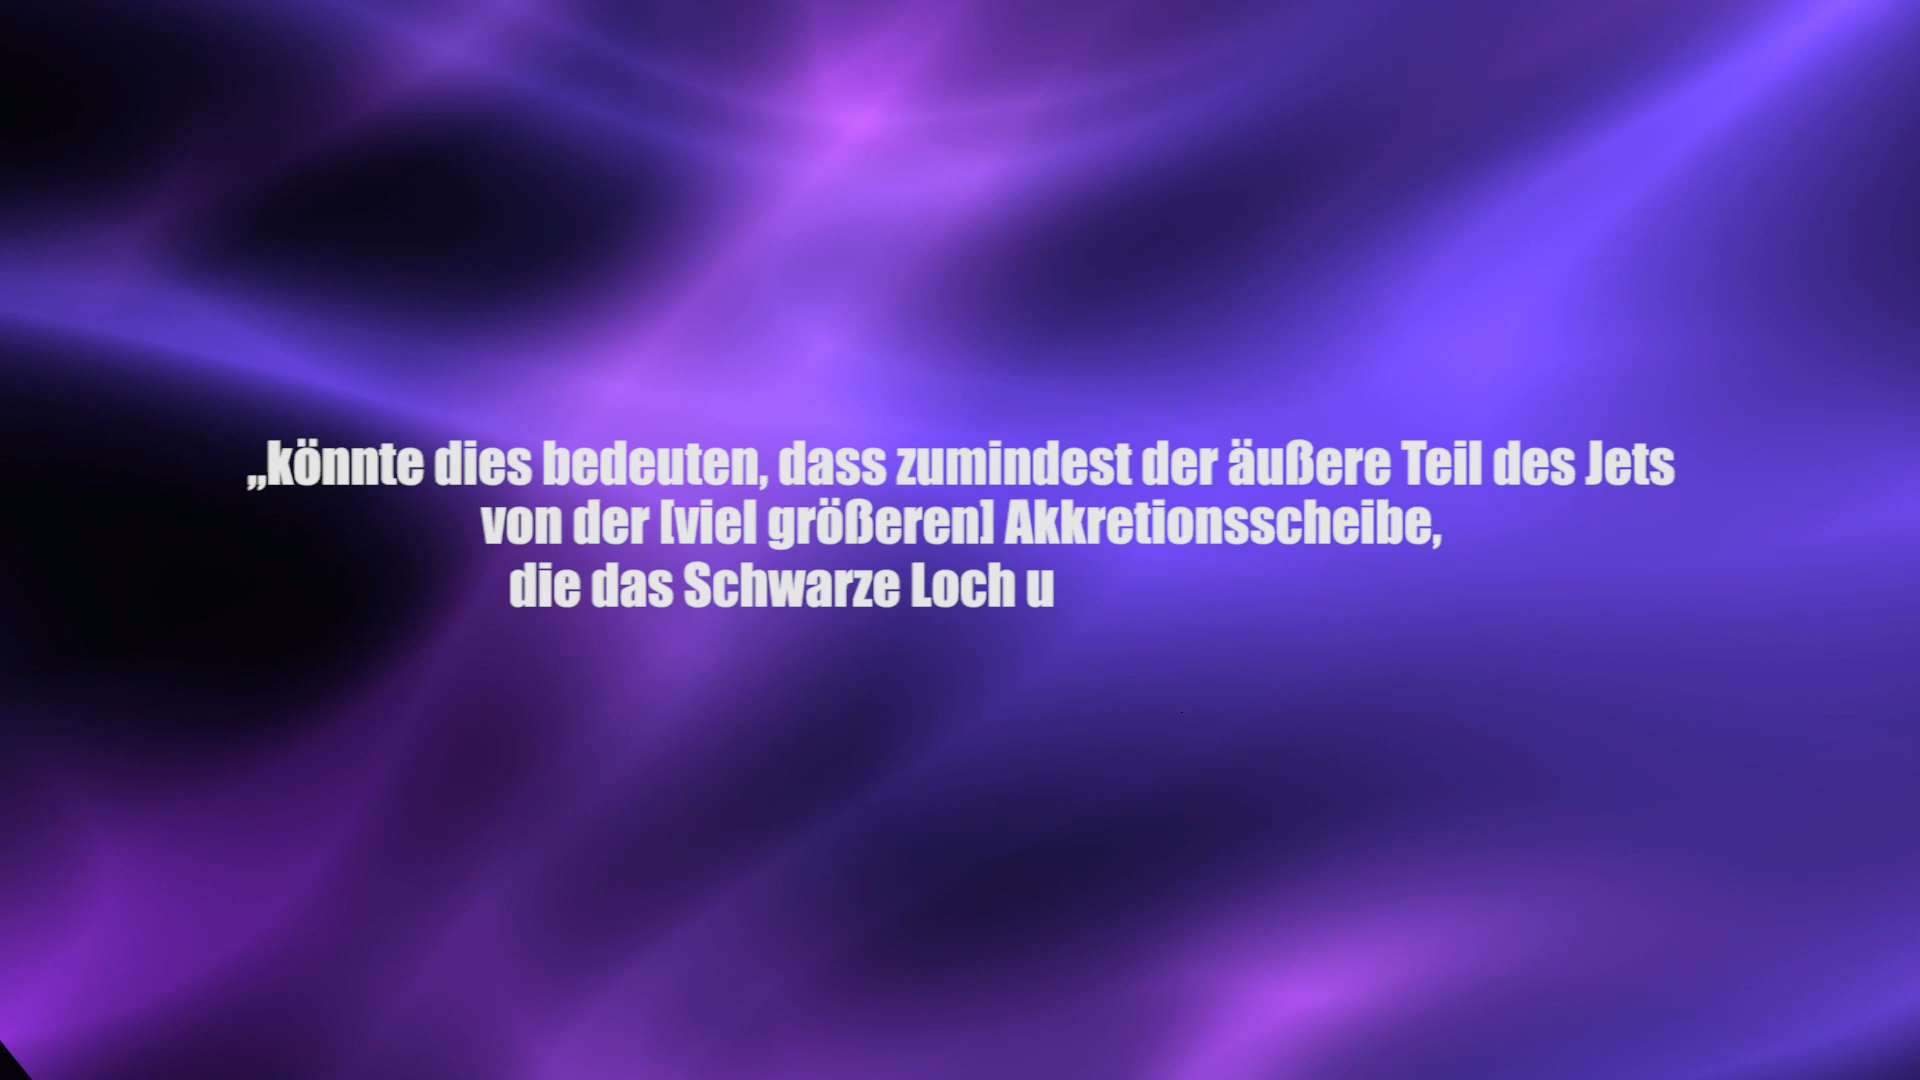 „könnte dies bedeuten, dass zumindest der äußere Teil des Jets
von der [viel größeren] Akkretionsscheibe,
die das Schwarze Loch u